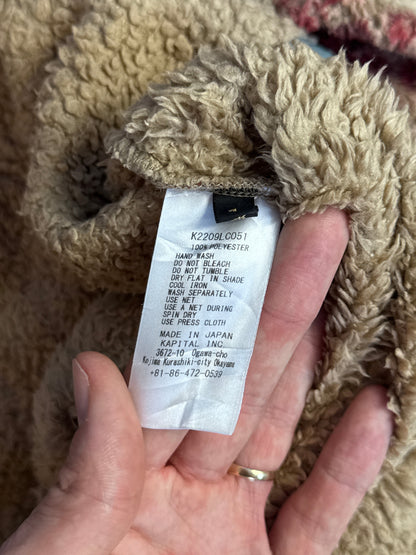 K2209LC051
100% POLYESTER
HAND WASH
DO NOT BLEACH
DO NOT TUMBLE
DRY FLAT IN SHADE
COOL IRON
WASH SEPARATELY
USE NET
USE A NET DURING
SPIN DRY
USE PRESS CLOTH
MADE IN JAPAN
KAPITAL INC.
3672-10 Ogawa-cho
Kojima Kurashiki-city Okayama
+81-86-472-0539